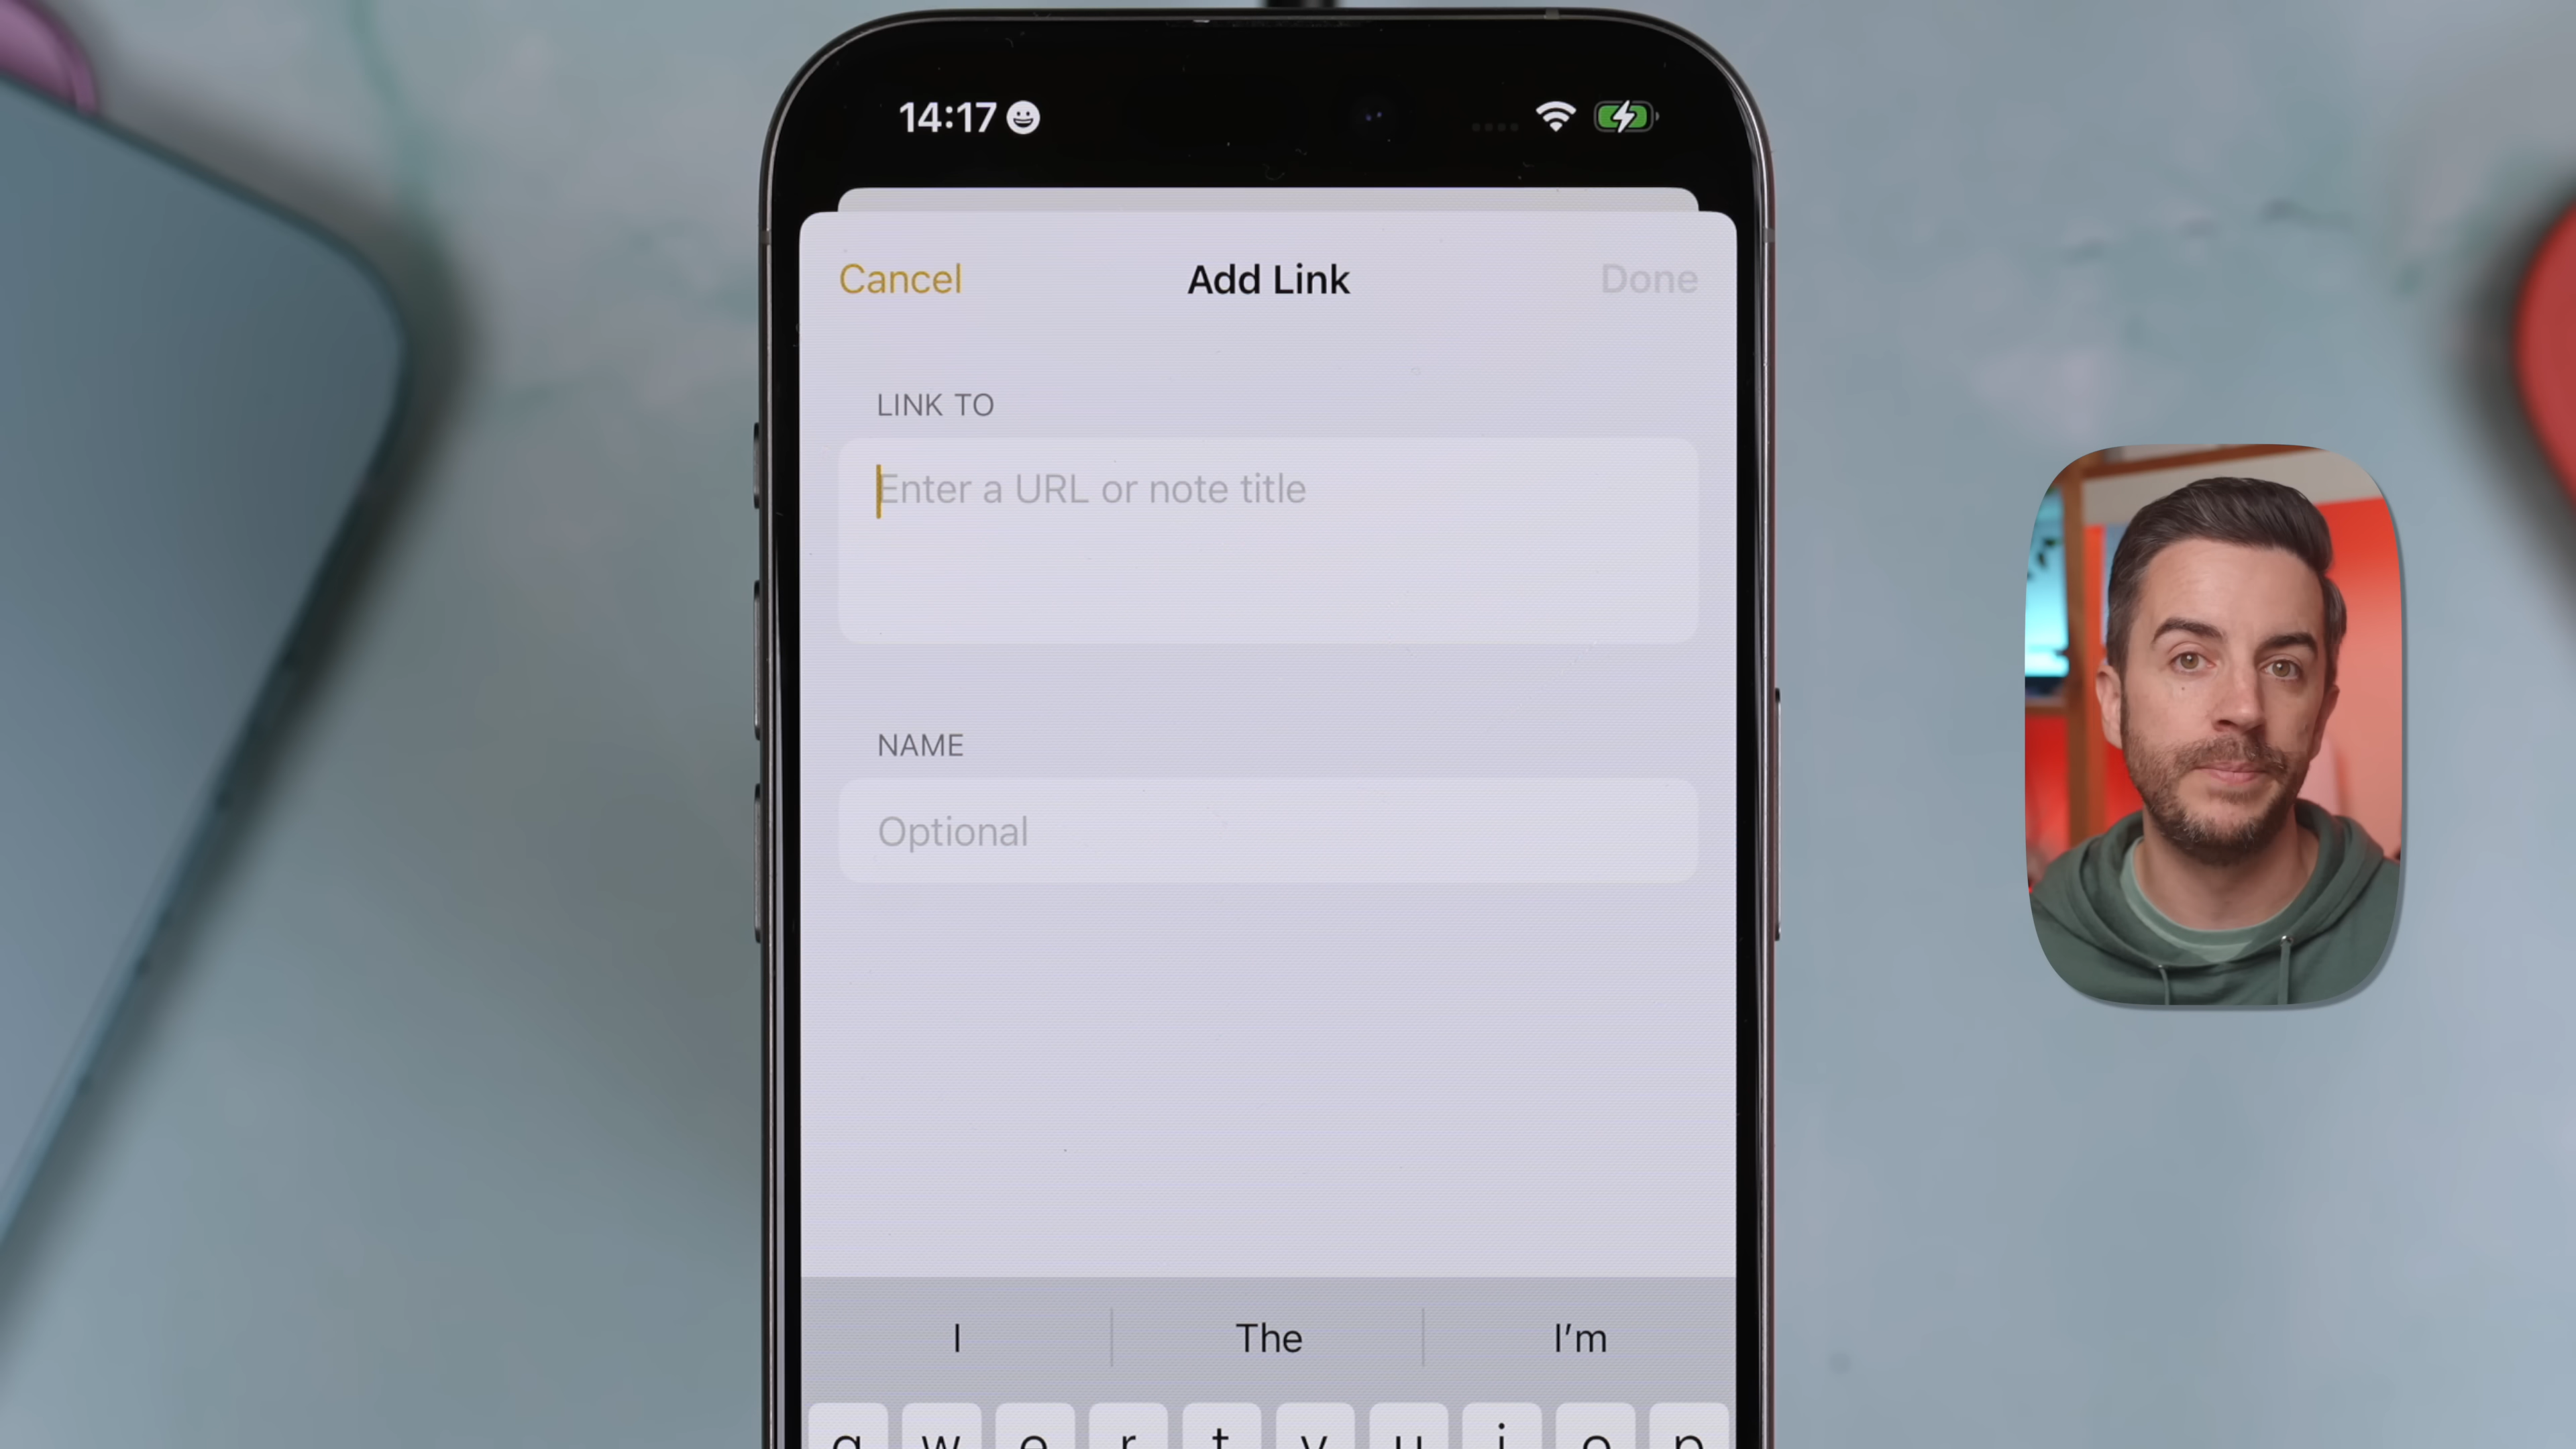 14:17
Cancel Add Link Done
LINK TO
Enter a URL or note title
NAME
Optional
I The I'm
q w e r t y u i o p